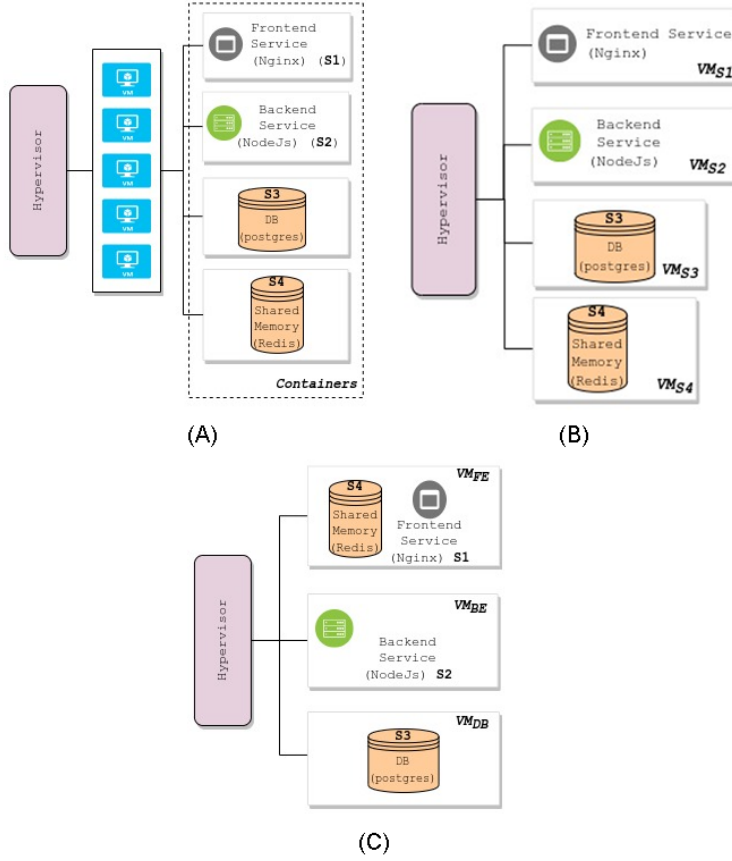 Hypervisor
VM
VM
VM
VM
VM
Frontend
Service
(Nginx) (S1)
Backend
Service
(NodeJs) (S2)
S3
DB
(postgres)
S4
Shared
Memory
(Redis)
Containers
(A)
Hypervisor
Frontend Service
(Nginx)
VMS1
Backend
Service
(NodeJs)
VMS2
S3
DB
(postgres)
VMS3
S4
Shared
Memory
(Redis)
VMS4
(B)
Hypervisor
VMFE
S4
Shared
Memory
(Redis)
Frontend
Service
(Nginx) S1
VMBE
Backend
Service
(NodeJs) S2
VMDB
S3
DB
(postgres)
(C)